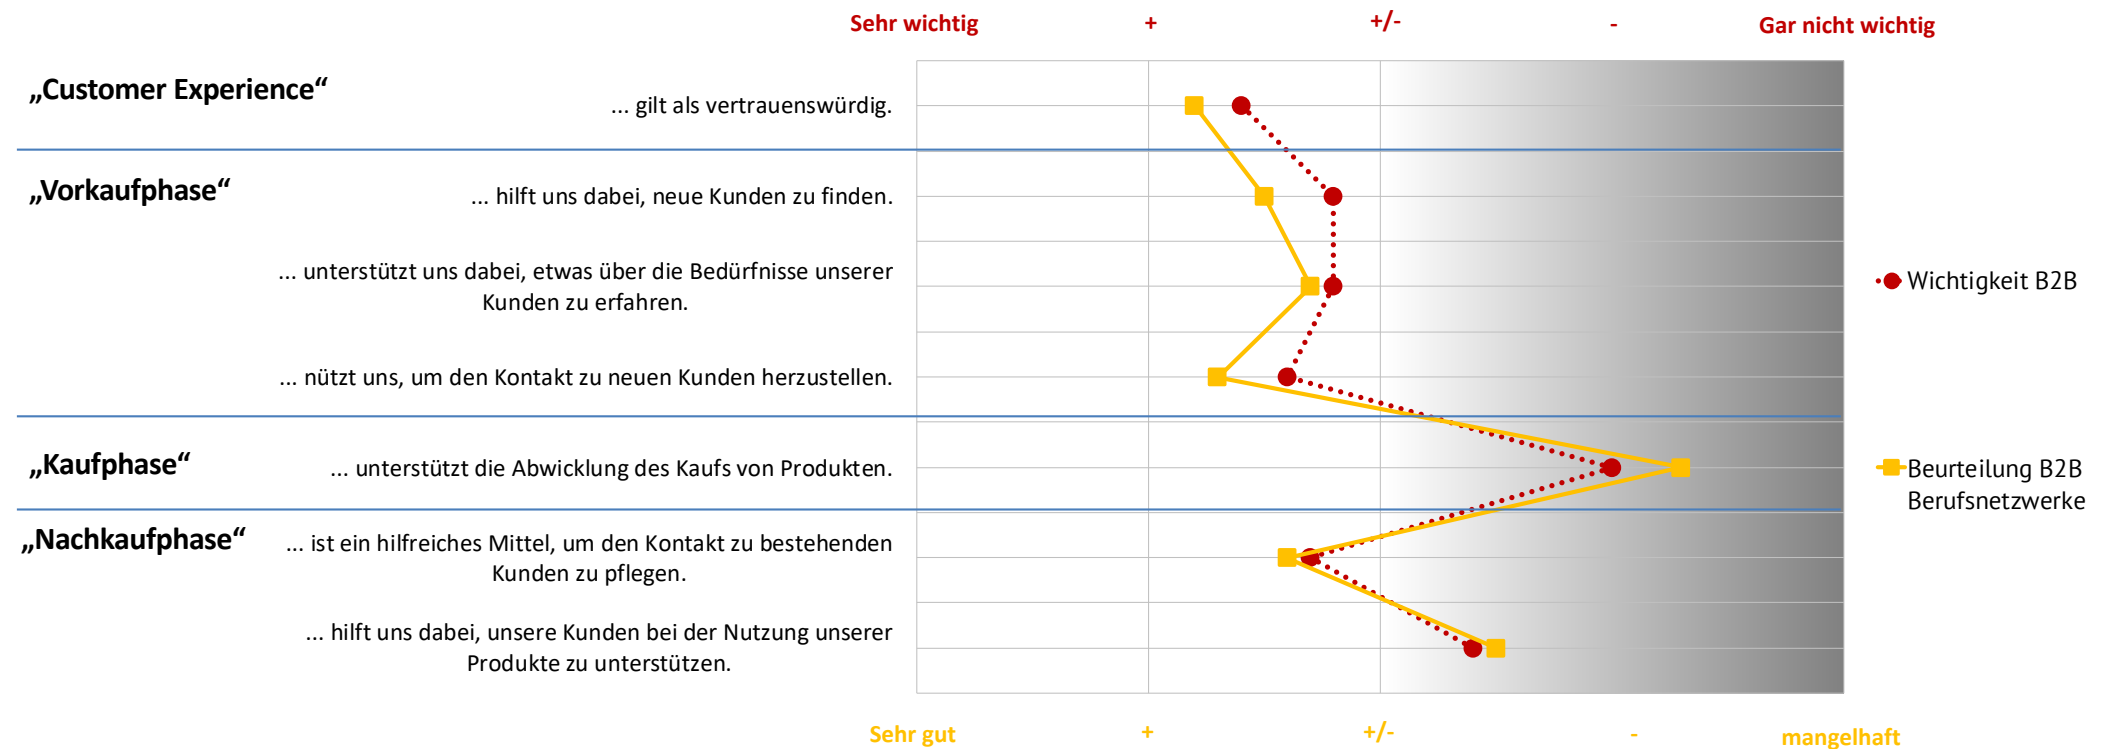 Sehr wichtig + +/- - Gar nicht wichtig
„Customer Experience“
... gilt als vertrauenswürdig.
„Vorkaufphase“
... hilft uns dabei, neue Kunden zu finden.
... unterstützt uns dabei, etwas über die Bedürfnisse unserer
Kunden zu erfahren.
... nützt uns, um den Kontakt zu neuen Kunden herzustellen.
„Kaufphase“
... unterstützt die Abwicklung des Kaufs von Produkten.
„Nachkaufphase“
... ist ein hilfreiches Mittel, um den Kontakt zu bestehenden
Kunden zu pflegen.
... hilft uns dabei, unsere Kunden bei der Nutzung unserer
Produkte zu unterstützen.
Wichtigkeit B2B
Beurteilung B2B
Berufsnetzwerke
Sehr gut + +/- - mangelhaft